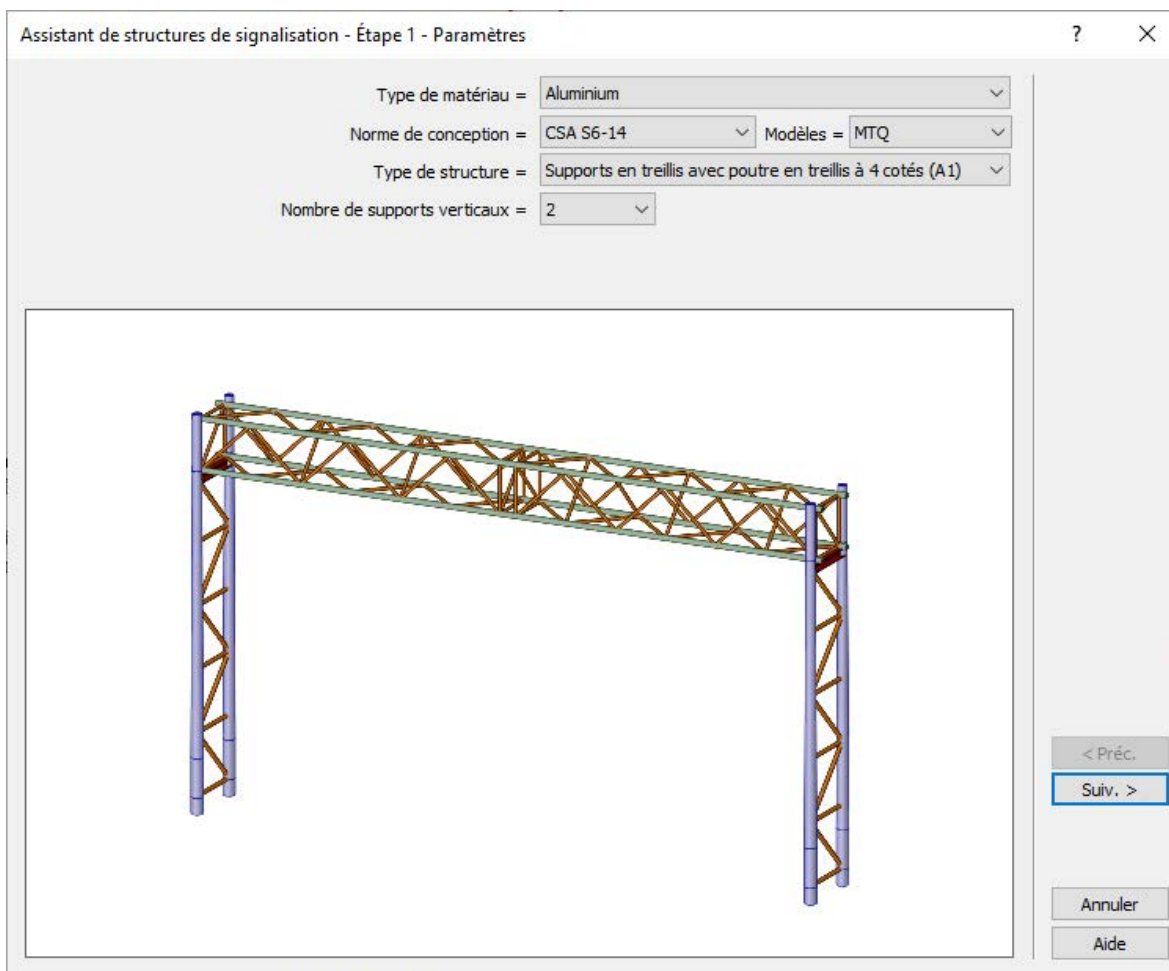 Assistant de structures de signalisation - Étape 1 - Paramètres ?
Type de matériau = Aluminium
Norme de conception = CSA S6-14 Modèles = MTQ
Type de structure = Supports en treillis avec poutre en treillis à 4 cotés (A1)
Nombre de supports verticaux = 2
< Préc.
Suiv. >
Annuler
Aide